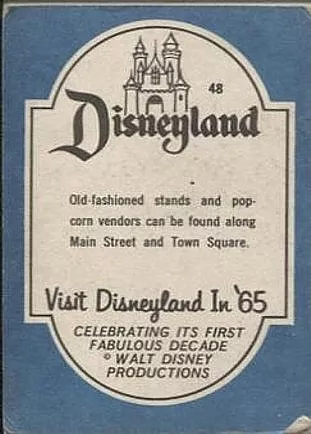 48
Disneyland
Old-fashioned stands and pop-
corn vendors can be found along
Main Street and Town Square.
Visit Disneyland In '65
CELEBRATING ITS FIRST
FABULOUS DECADE
© WALT DISNEY
PRODUCTIONS